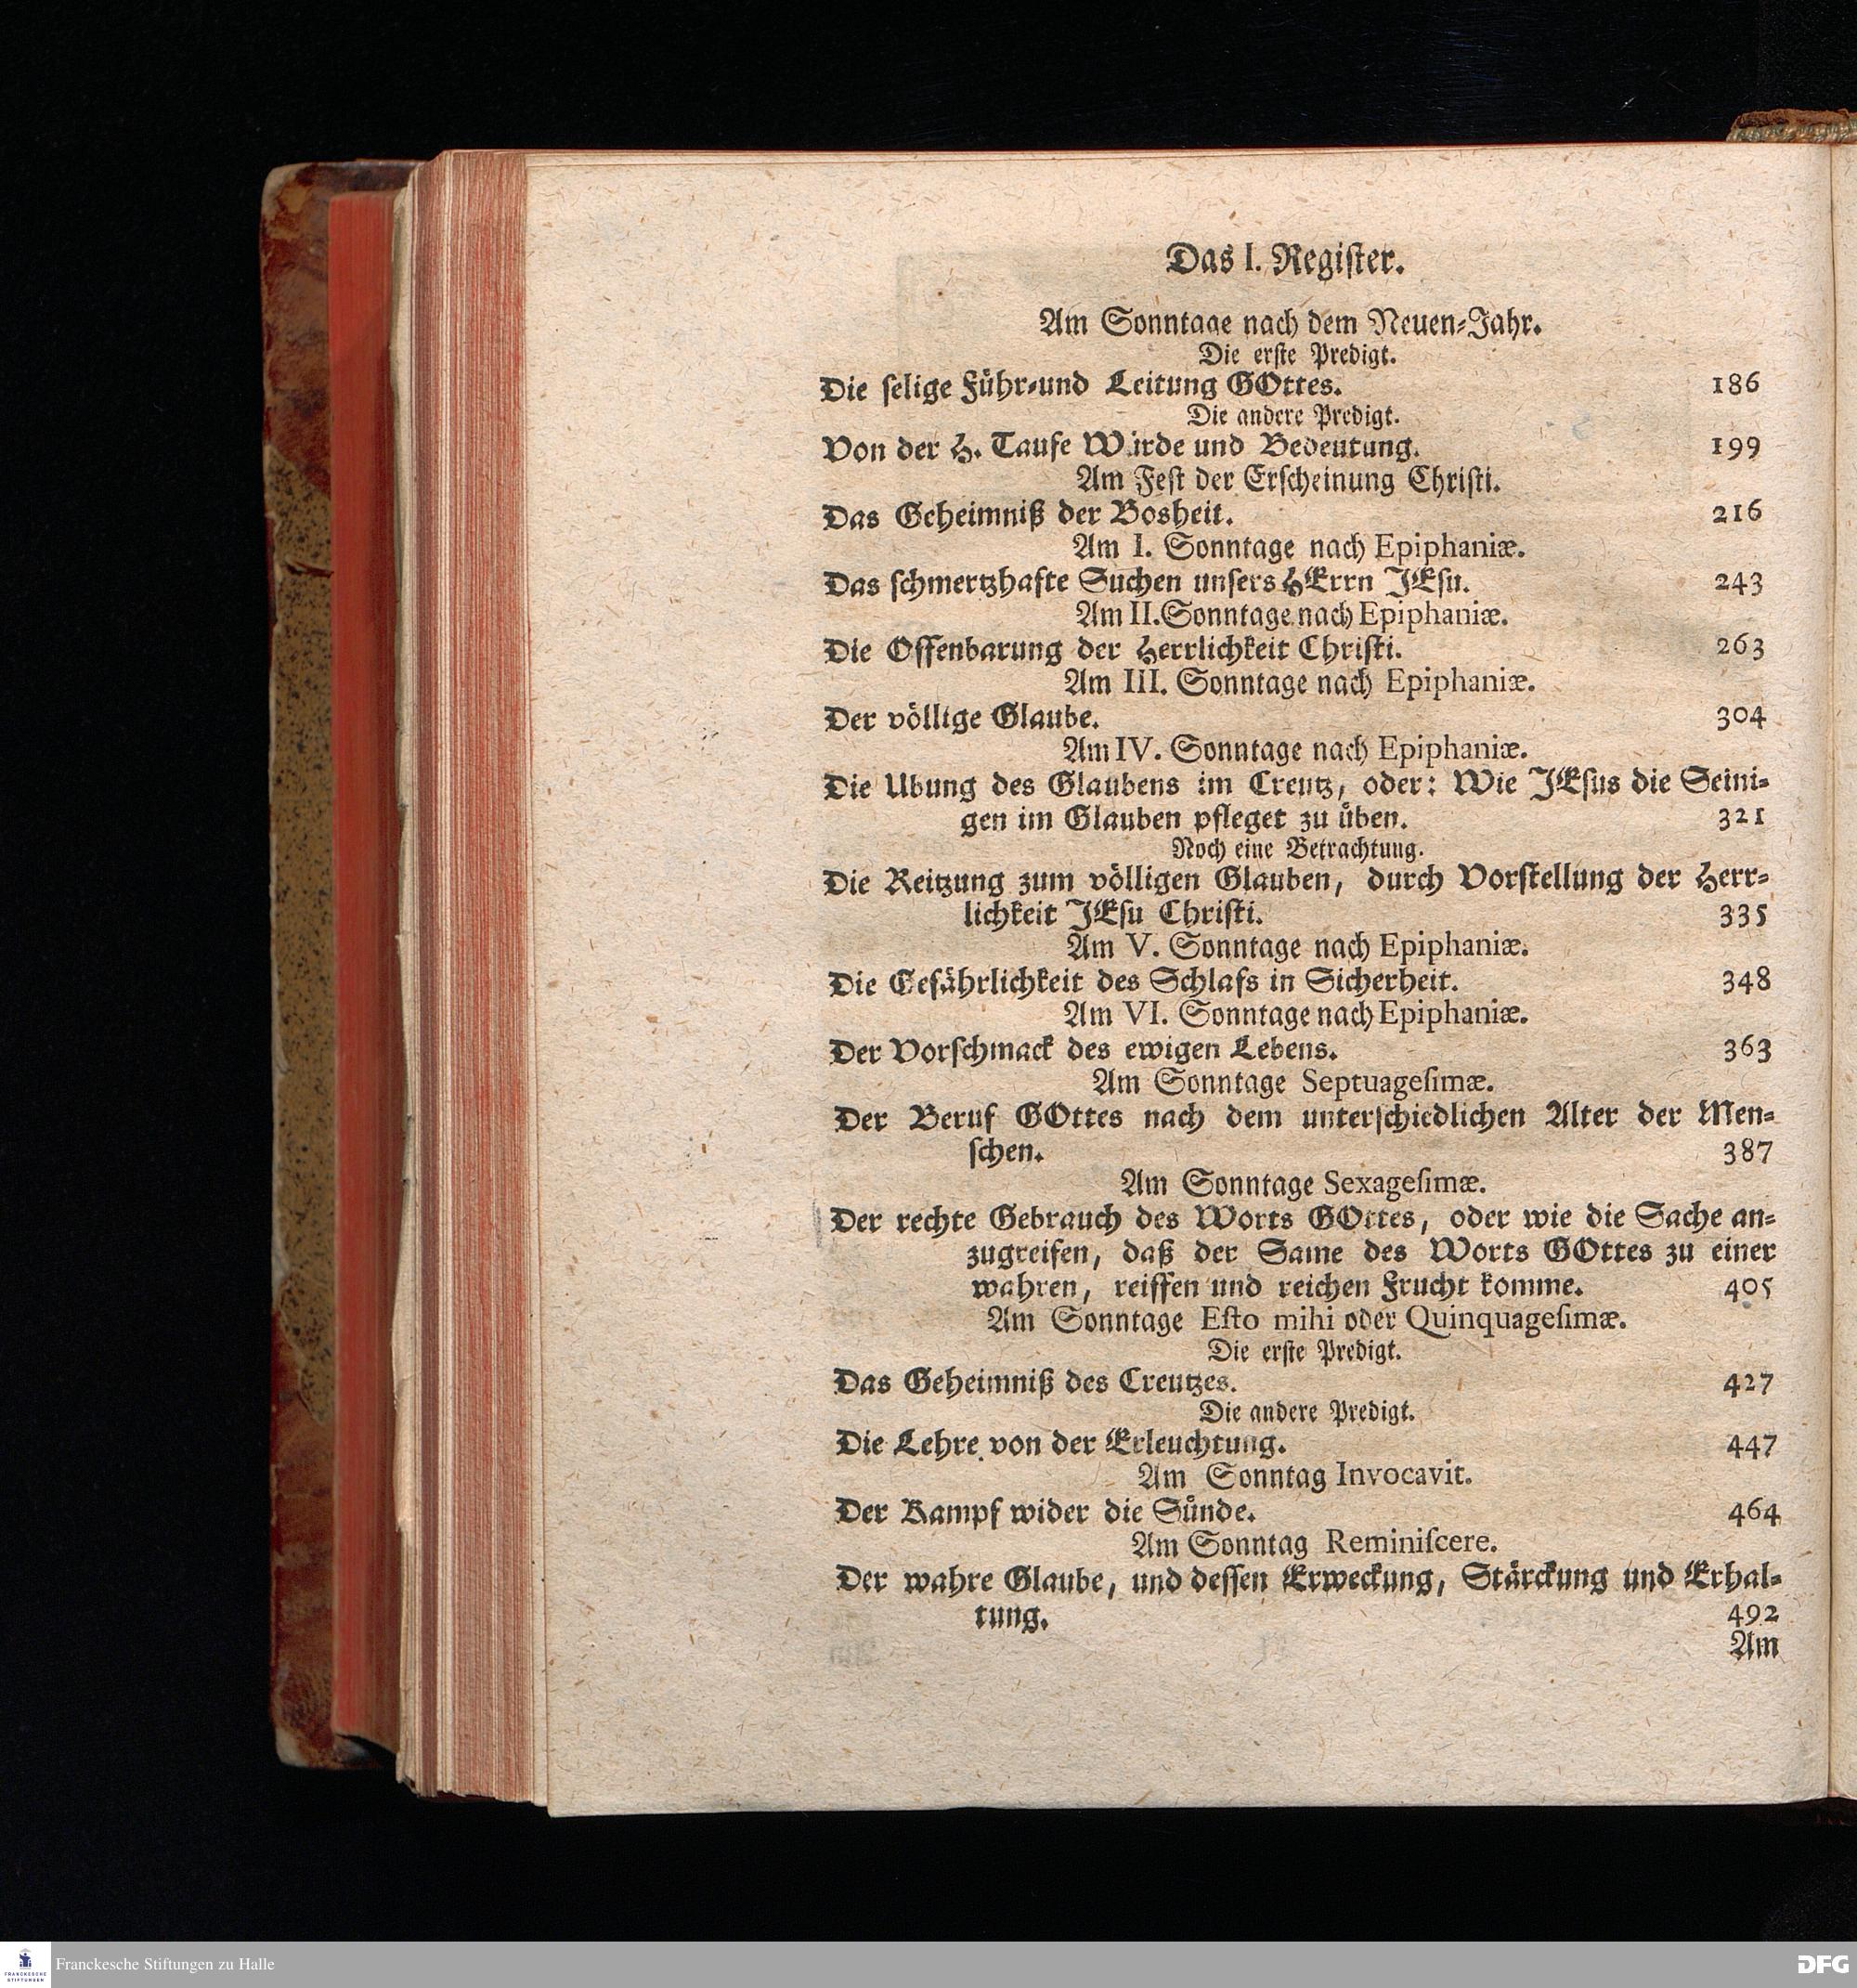 Das I. Register.
Am Sonntage nach dem Neuen-Jahr.
Die erste Predigt.
Die selige Führ-und Leitung GOttes. 186
Die andere Predigt.
Von der H. Taufe Würde und Bedeutung. 199
Am Fest der Erscheinung Christi.
Das Geheimniß der Bosheit. 216
Am I. Sonntage nach Epiphaniæ.
Das schmertzhafte Suchen unsers HErrn JEsu. 243
Am II. Sonntage nach Epiphaniæ.
Die Offenbarung der Herrlichkeit Christi. 263
Am III. Sonntage nach Epiphaniæ.
Der völlige Glaube. 304
Am IV. Sonntage nach Epiphaniæ.
Die Ubung des Glaubens im Creutz, oder: Wie JEsus die Seini-
gen im Glauben pfleget zu üben. 321
Noch eine Betrachtung.
Die Reitzung zum völligen Glauben, durch Vorstellung der Herr-
lichkeit JEsu Christi. 335
Am V. Sonntage nach Epiphaniæ.
Die Gefährlichkeit des Schlafs in Sicherheit. 348
Am VI. Sonntage nach Epiphaniæ.
Der Vorschmack des ewigen Lebens. 363
Am Sonntage Septuagesimæ.
Der Beruf GOttes nach dem unterschiedlichen Alter der Men-
schen. 387
Am Sonntage Sexagesimæ.
Der rechte Gebrauch des Worts GOttes, oder wie die Sache an-
zugreifen, daß der Same des Worts GOttes zu einer
wahren, reiffen und reichen Frucht komme. 405
Am Sonntage Esto mihi oder Quinquagesimæ.
Die erste Predigt.
Das Geheimniß des Creutzes. 427
Die andere Predigt.
Die Lehre von der Erleuchtung. 447
Am Sonntag Invocavit.
Der Kampf wider die Sünde. 464
Am Sonntag Reminiscere.
Der wahre Glaube, und dessen Erweckung, Stärckung und Erhal-
tung. 492
Am
FRANCKESCHE
STIFTUNGEN
Franckesche Stiftungen zu Halle
DFG